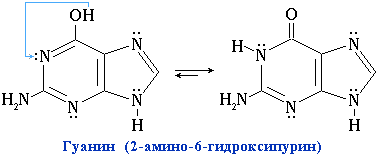 OH O
N N H N N
H₂N N N H₂N N N
H H
Гуанин (2-амино-6-гидроксипурин)